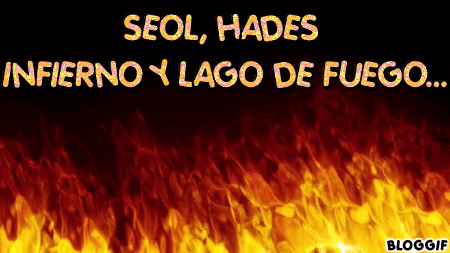 SEOL, HADES
INFIERNO Y LAGO DE FUEGO...
BLOGGIF